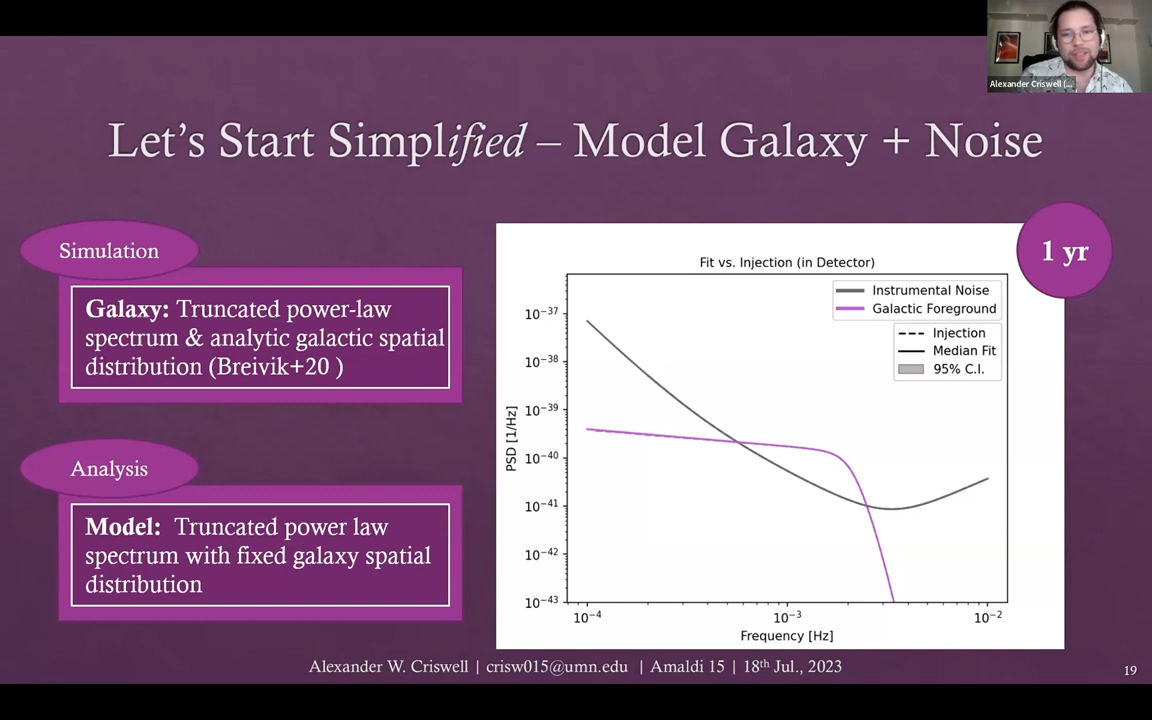 Alexander Criswell (...
Let's Start Simplified – Model Galaxy + Noise
Simulation
Galaxy: Truncated power-law
spectrum & analytic galactic spatial
distribution (Breivik+20 )
Analysis
Model: Truncated power law
spectrum with fixed galaxy spatial
distribution
1 yr
Fit vs. Injection (in Detector)
Instrumental Noise
Galactic Foreground
Injection
Median Fit
95% C.I.
PSD [1/Hz]
10⁻³⁷
10⁻³⁸
10⁻³⁹
10⁻⁴⁰
10⁻⁴¹
10⁻⁴²
10⁻⁴³
10⁻⁴ 10⁻³ 10⁻²
Frequency [Hz]
Alexander W. Criswell | crisw015@umn.edu | Amaldi 15 | 18ᵗʰ Jul., 2023
19